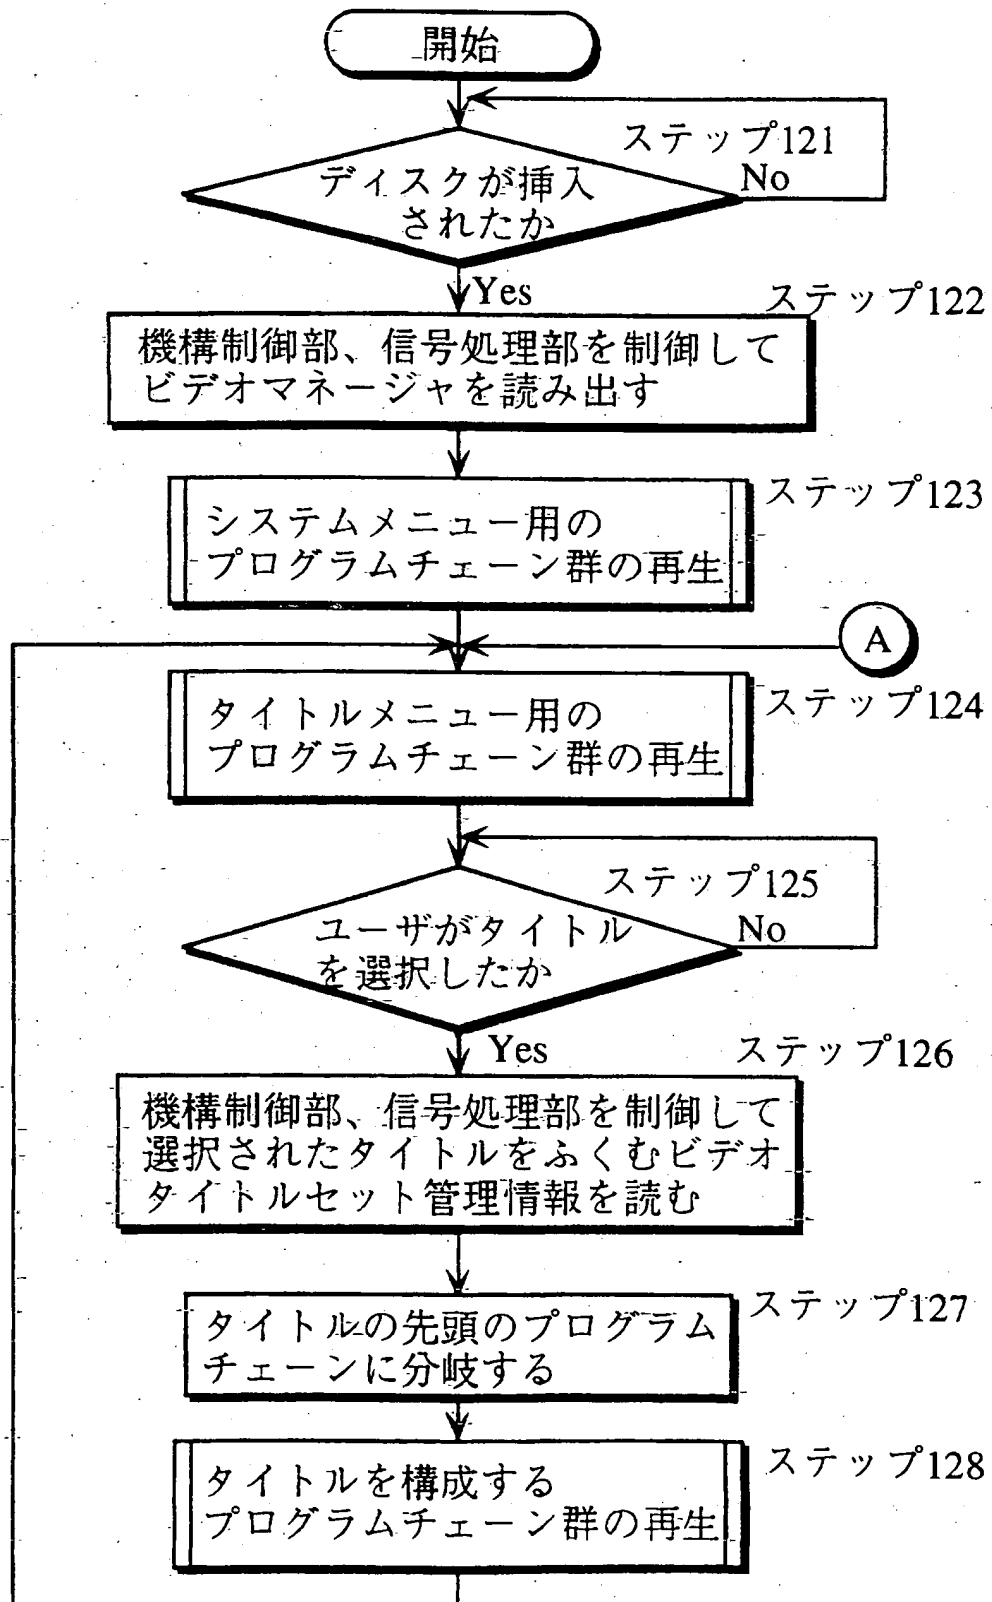 開始
ステップ121
ディスクが挿入
されたか
No
Yes
ステップ122
機構制御部、信号処理部を制御して
ビデオマネージャを読み出す
ステップ123
システムメニュー用の
プログラムチェーン群の再生
A
ステップ124
タイトルメニュー用の
プログラムチェーン群の再生
ステップ125
ユーザがタイトル
を選択したか
No
Yes
ステップ126
機構制御部、信号処理部を制御して
選択されたタイトルをふくむビデオ
タイトルセット管理情報を読む
ステップ127
タイトルの先頭のプログラム
チェーンに分岐する
ステップ128
タイトルを構成する
プログラムチェーン群の再生